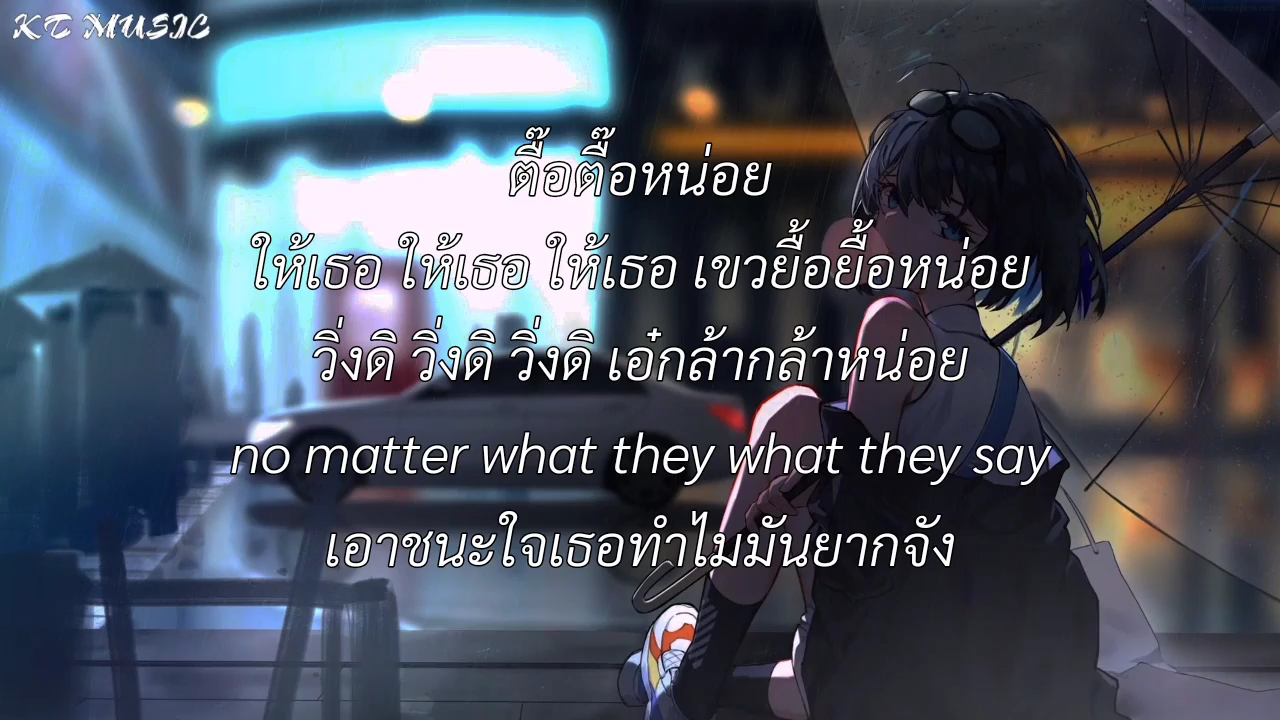 KT MUSIC
ตื๊อตื๊อหน่อย
ให้เธอ ให้เธอ ให้เธอ เขวยื้อยื้อหน่อย
วิ่งดิ วิ่งดิ วิ่งดิ เอ๋กล้ากล้าหน่อย
no matter what they what they say
เอาชนะใจเธอทำไมมันยากจัง